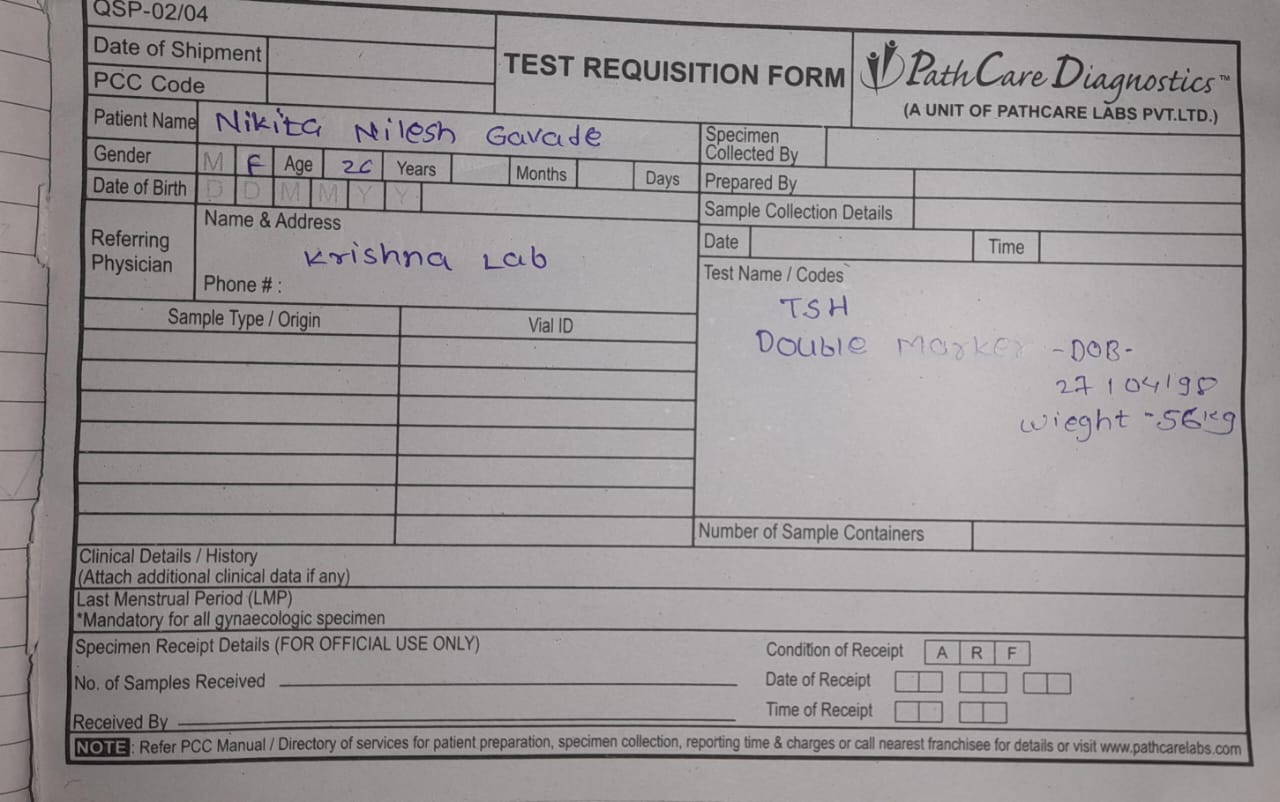 QSP-02/04
Date of Shipment
PCC Code
TEST REQUISITION FORM
PathCare Diagnostics™
(A UNIT OF PATHCARE LABS PVT.LTD.)
Patient Name Nikita Nilesh Gavade
Gender M F Age 26 Years Months Days
Date of Birth D D M M Y Y
Specimen
Collected By
Prepared By
Sample Collection Details
Date Time
Referring
Physician
Name & Address
Krishna Lab
Phone # :
Test Name / Codes
TSH
Double Marker -DOB-
27/04/98
wieght -56kg
Sample Type / Origin Vial ID
Number of Sample Containers
Clinical Details / History
(Attach additional clinical data if any)
Last Menstrual Period (LMP)
*Mandatory for all gynaecologic specimen
Specimen Receipt Details (FOR OFFICIAL USE ONLY)
Condition of Receipt A R F
No. of Samples Received
Date of Receipt
Time of Receipt
Received By
NOTE : Refer PCC Manual / Directory of services for patient preparation, specimen collection, reporting time & charges or call nearest franchisee for details or visit www.pathcarelabs.com